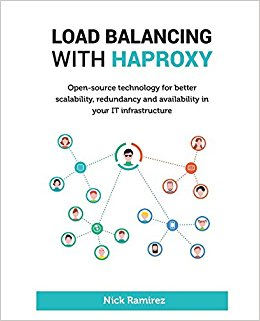 LOAD BALANCING
WITH HAPROXY
Open-source technology for better
scalability, redundancy and availability in
your IT infrastructure
Nick Ramirez